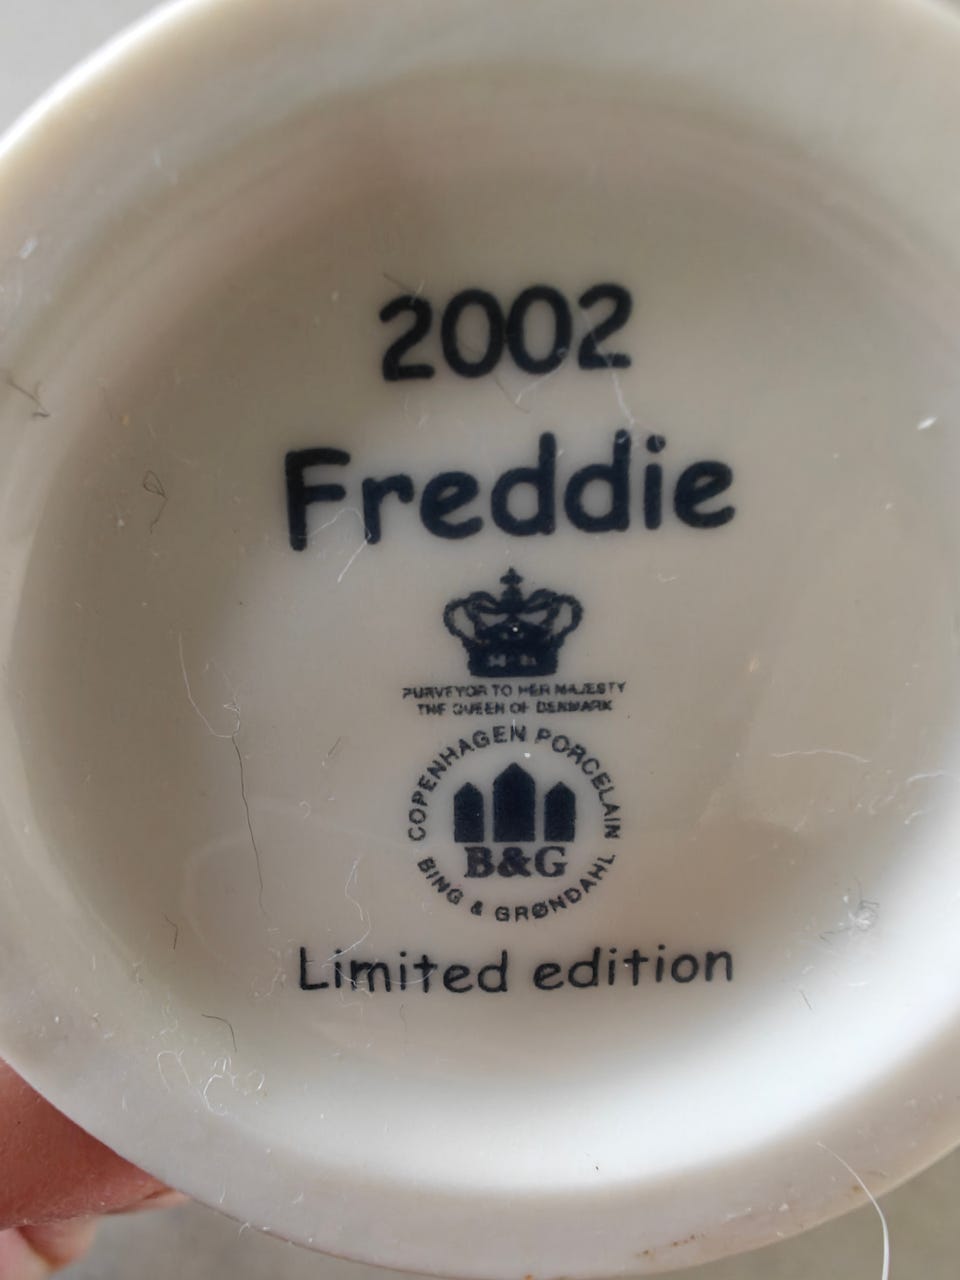 2002
Freddie
PURVEYOR TO HER MAJESTY
THE QUEEN OF DENMARK
COPENHAGEN PORCELAIN
B&G
BING & GRØNDAHL
Limited edition